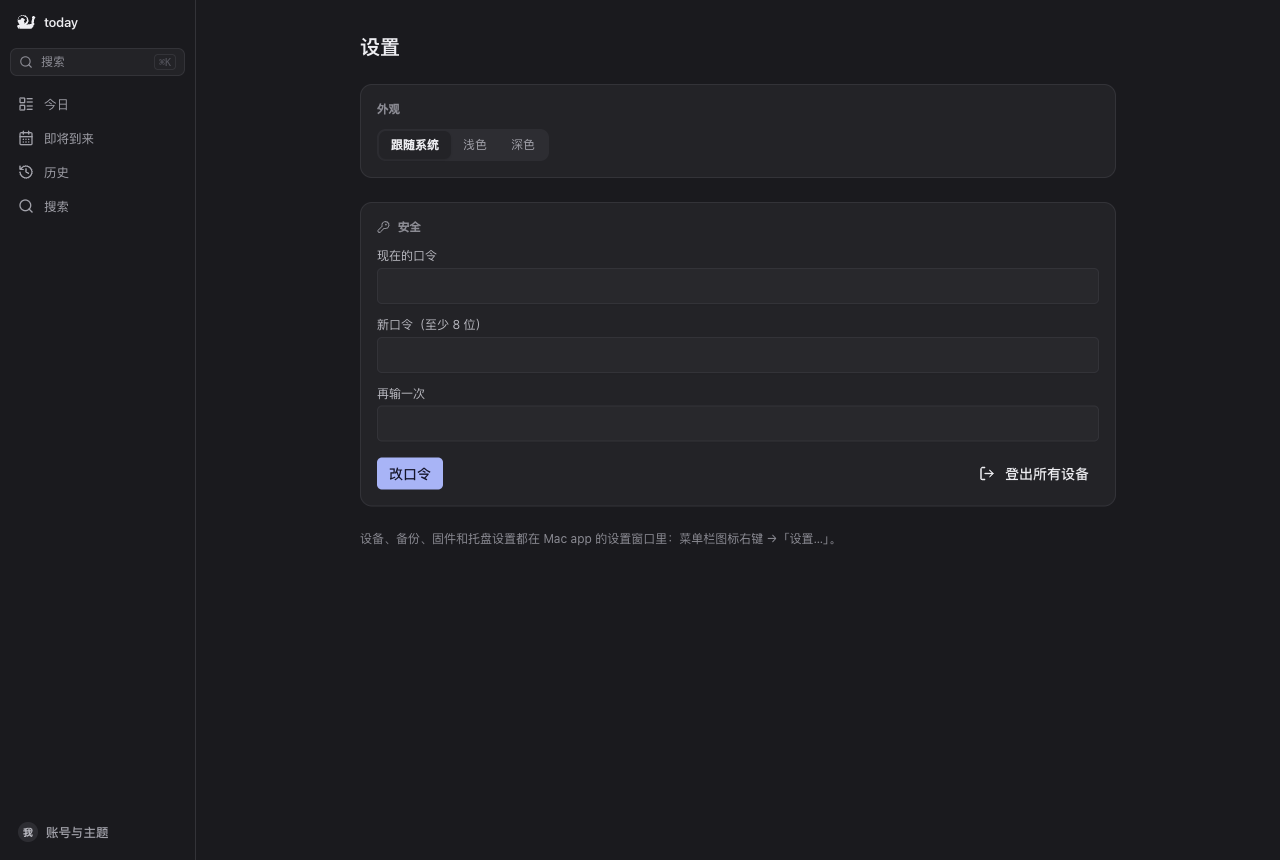 today
搜索 ⌘K
今日
即将到来
历史
搜索
我 账号与主题
设置
外观
跟随系统 浅色 深色
安全
现在的口令
新口令（至少 8 位）
再输一次
改口令
登出所有设备
设备、备份、固件和托盘设置都在 Mac app 的设置窗口里：菜单栏图标右键 →「设置…」。